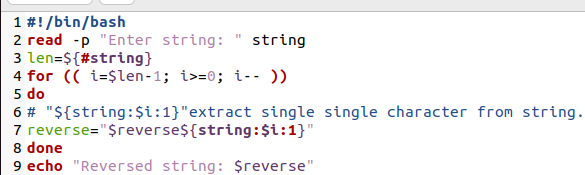 1 #!/bin/bash
2 read -p "Enter string: " string
3 len=${#string}
4 for (( i=$len-1; i>=0; i-- ))
5 do
6 # "${string:$i:1}"extract single single character from string.
7 reverse="$reverse${string:$i:1}"
8 done
9 echo "Reversed string: $reverse"